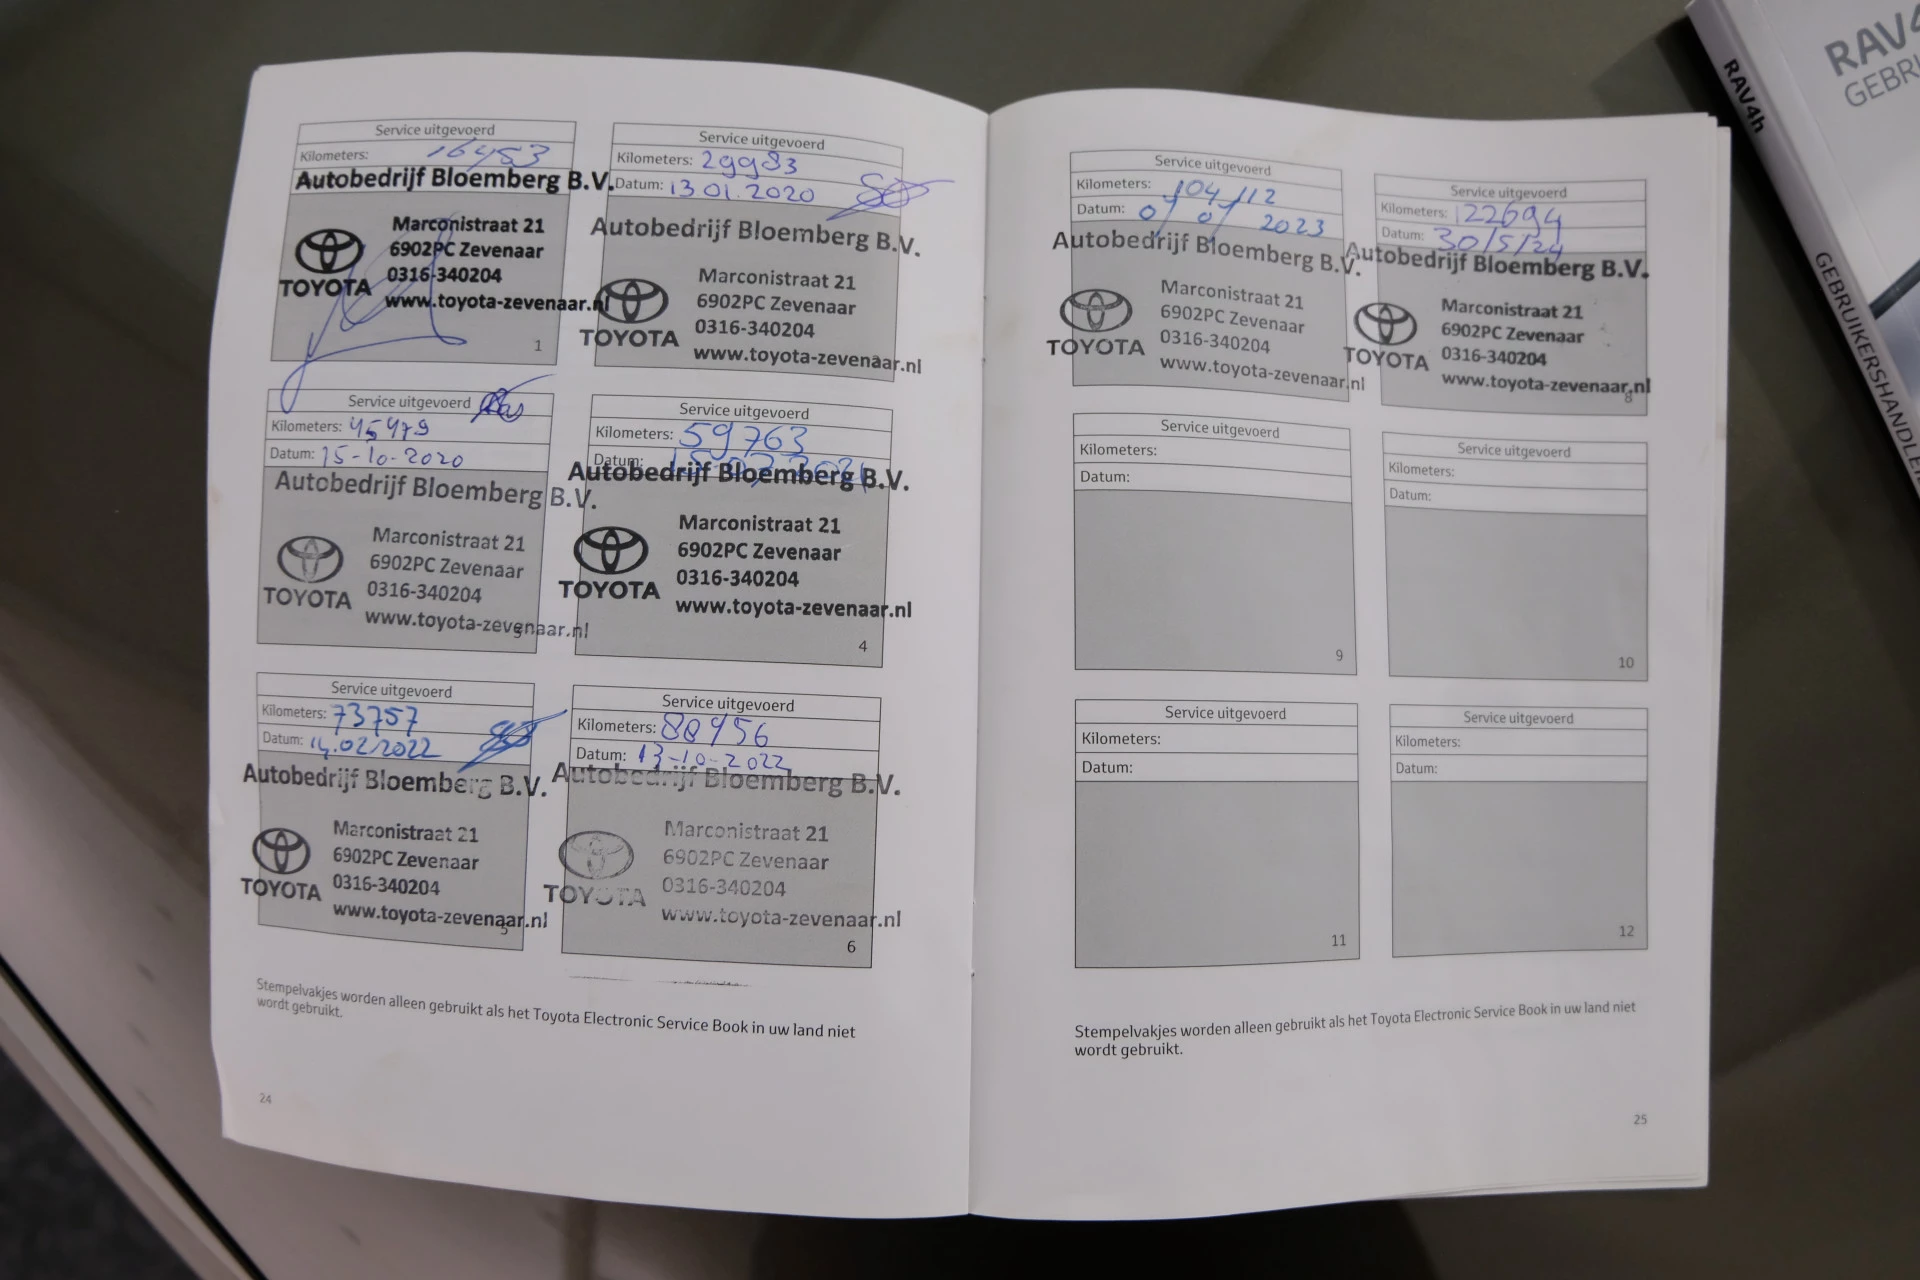 Service uitgevoerd
Kilometers: 16453
Autobedrijf Bloemberg B.V.
Marconistraat 21
6902PC Zevenaar
0316-340204
www.toyota-zevenaar.nl
TOYOTA
1
Service uitgevoerd
Kilometers: 29983
Datum: 13.01.2020
Autobedrijf Bloemberg B.V.
Marconistraat 21
6902PC Zevenaar
0316-340204
www.toyota-zevenaar.nl
TOYOTA
Service uitgevoerd
Kilometers: 45479
Datum: 15-10-2020
Autobedrijf Bloemberg B.V.
Marconistraat 21
6902PC Zevenaar
0316-340204
www.toyota-zevenaar.nl
TOYOTA
Service uitgevoerd
Kilometers: 59763
Datum:
Autobedrijf Bloemberg B.V.
Marconistraat 21
6902PC Zevenaar
0316-340204
www.toyota-zevenaar.nl
TOYOTA
4
Service uitgevoerd
Kilometers: 73757
Datum: 14.02.2022
Autobedrijf Bloemberg B.V.
Marconistraat 21
6902PC Zevenaar
0316-340204
www.toyota-zevenaar.nl
TOYOTA
5
Service uitgevoerd
Kilometers: 88956
Datum: 13-10-2022
Autobedrijf Bloemberg B.V.
Marconistraat 21
6902PC Zevenaar
0316-340204
www.toyota-zevenaar.nl
TOYOTA
6
Stempelvakjes worden alleen gebruikt als het Toyota Electronic Service Book in uw land niet
wordt gebruikt.
24
Service uitgevoerd
Kilometers: 104112
Datum: 2023
Autobedrijf Bloemberg B.V.
Marconistraat 21
6902PC Zevenaar
0316-340204
www.toyota-zevenaar.nl
TOYOTA
Service uitgevoerd
Kilometers: 122694
Datum: 30/5/24
Autobedrijf Bloemberg B.V.
Marconistraat 21
6902PC Zevenaar
0316-340204
www.toyota-zevenaar.nl
TOYOTA
8
Service uitgevoerd
Kilometers:
Datum:
9
Service uitgevoerd
Kilometers:
Datum:
10
Service uitgevoerd
Kilometers:
Datum:
11
Service uitgevoerd
Kilometers:
Datum:
12
Stempelvakjes worden alleen gebruikt als het Toyota Electronic Service Book in uw land niet
wordt gebruikt.
25
RAV4h